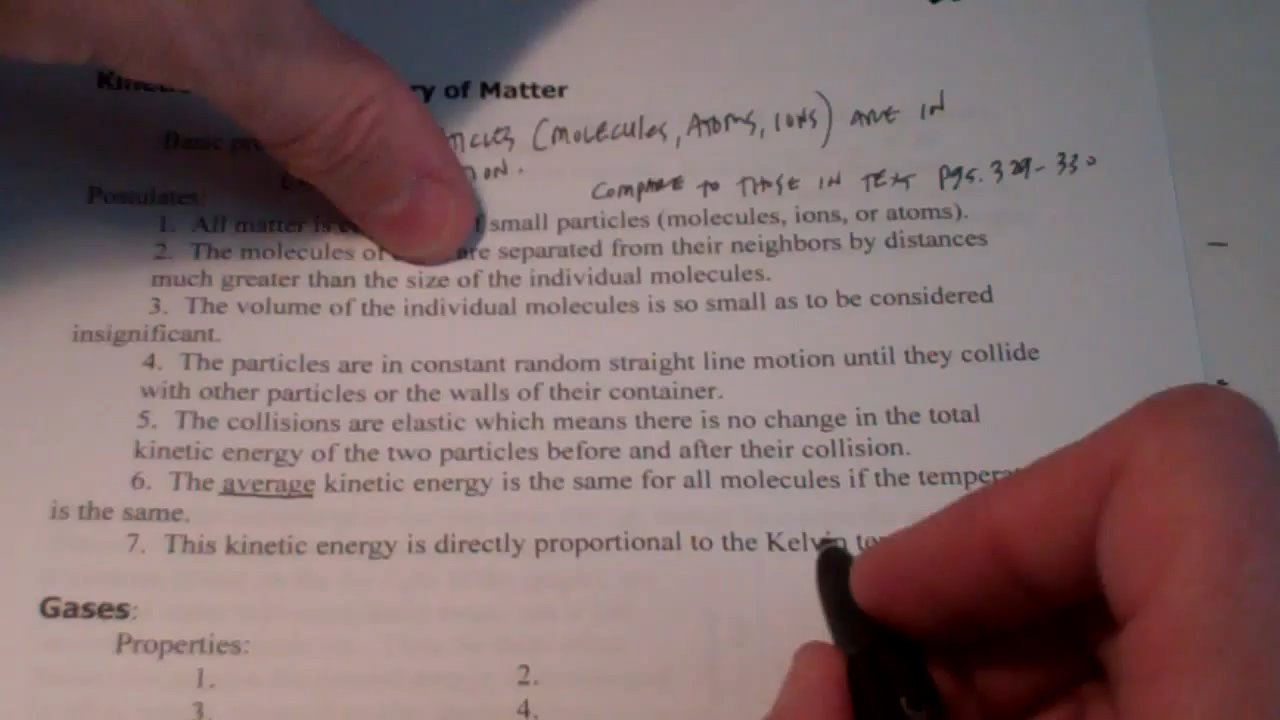 of Matter
(molecules, Atoms, ions) ARE IN
Compare to those in text pgs. 329-330
Postulates:
1. All matter is small particles (molecules, ions, or atoms).
2. The molecules of are separated from their neighbors by distances
much greater than the size of the individual molecules.
3. The volume of the individual molecules is so small as to be considered
insignificant.
4. The particles are in constant random straight line motion until they collide
with other particles or the walls of their container.
5. The collisions are elastic which means there is no change in the total
kinetic energy of the two particles before and after their collision.
6. The average kinetic energy is the same for all molecules if the
is the same.
7. This kinetic energy is directly proportional to the Kelvin
Gases:
Properties:
1. 2.
3. 4.